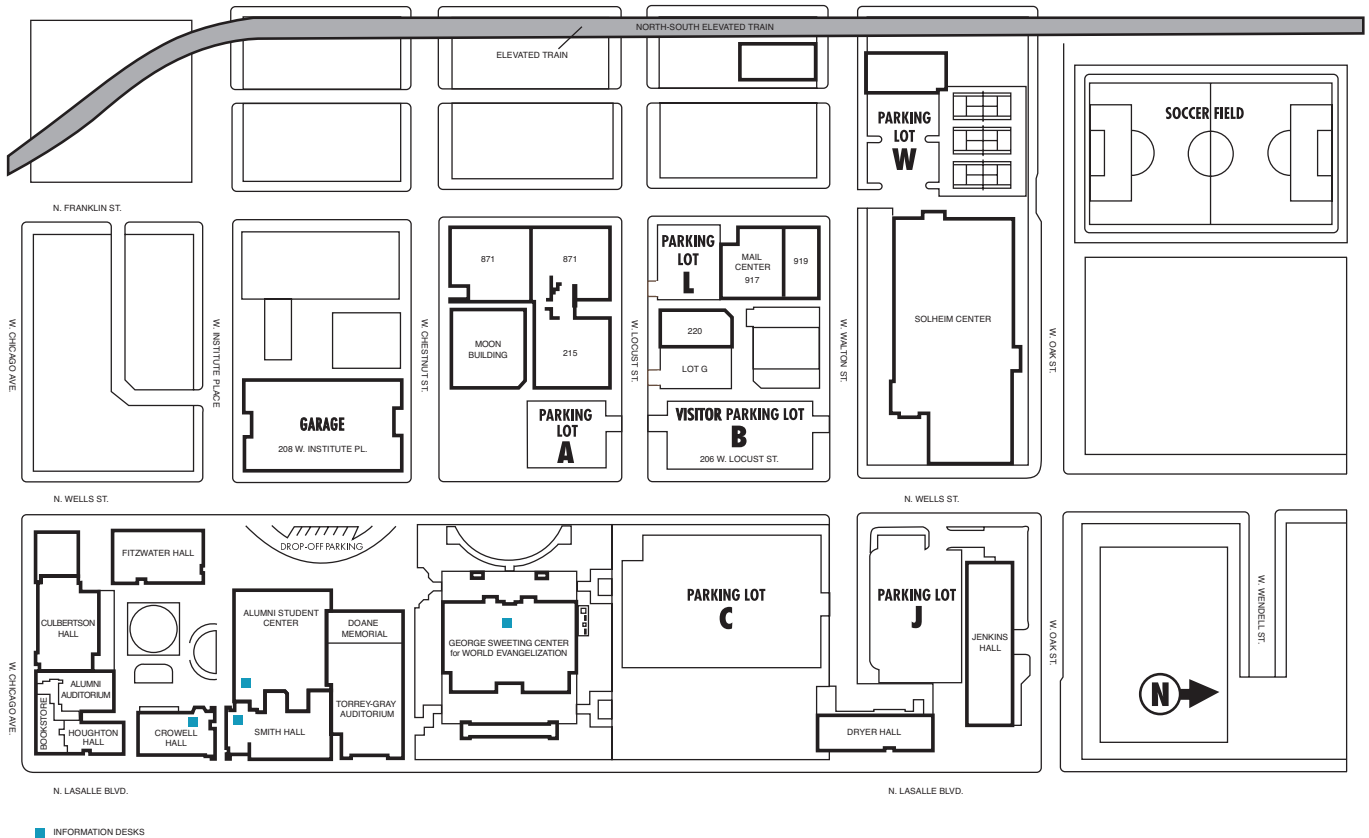 NORTH-SOUTH ELEVATED TRAIN
ELEVATED TRAIN
PARKING
LOT
W
SOCCER FIELD
N. FRANKLIN ST.
W. CHICAGO AVE.
W. INSTITUTE PLACE
W. CHESTNUT ST.
W. LOCUST ST.
W. WALTON ST.
W. OAK ST.
871
871
PARKING
LOT
L
MAIL
CENTER
917
919
MOON
BUILDING
215
220
LOT G
SOLHEIM CENTER
GARAGE
208 W. INSTITUTE PL.
PARKING
LOT
A
VISITOR PARKING LOT
B
206 W. LOCUST ST.
N. WELLS ST.
N. WELLS ST.
FITZWATER HALL
DROP-OFF PARKING
CULBERTSON
HALL
ALUMNI STUDENT
CENTER
DOANE
MEMORIAL
GEORGE SWEETING CENTER
for WORLD EVANGELIZATION
PARKING LOT
C
PARKING LOT
J
JENKINS
HALL
W. OAK ST.
W. WENDELL ST.
W. CHICAGO AVE.
ALUMNI
AUDITORIUM
BOOKSTORE
HOUGHTON
HALL
CROWELL
HALL
SMITH HALL
TORREY-GRAY
AUDITORIUM
DRYER HALL
N
N. LASALLE BLVD.
N. LASALLE BLVD.
INFORMATION DESKS